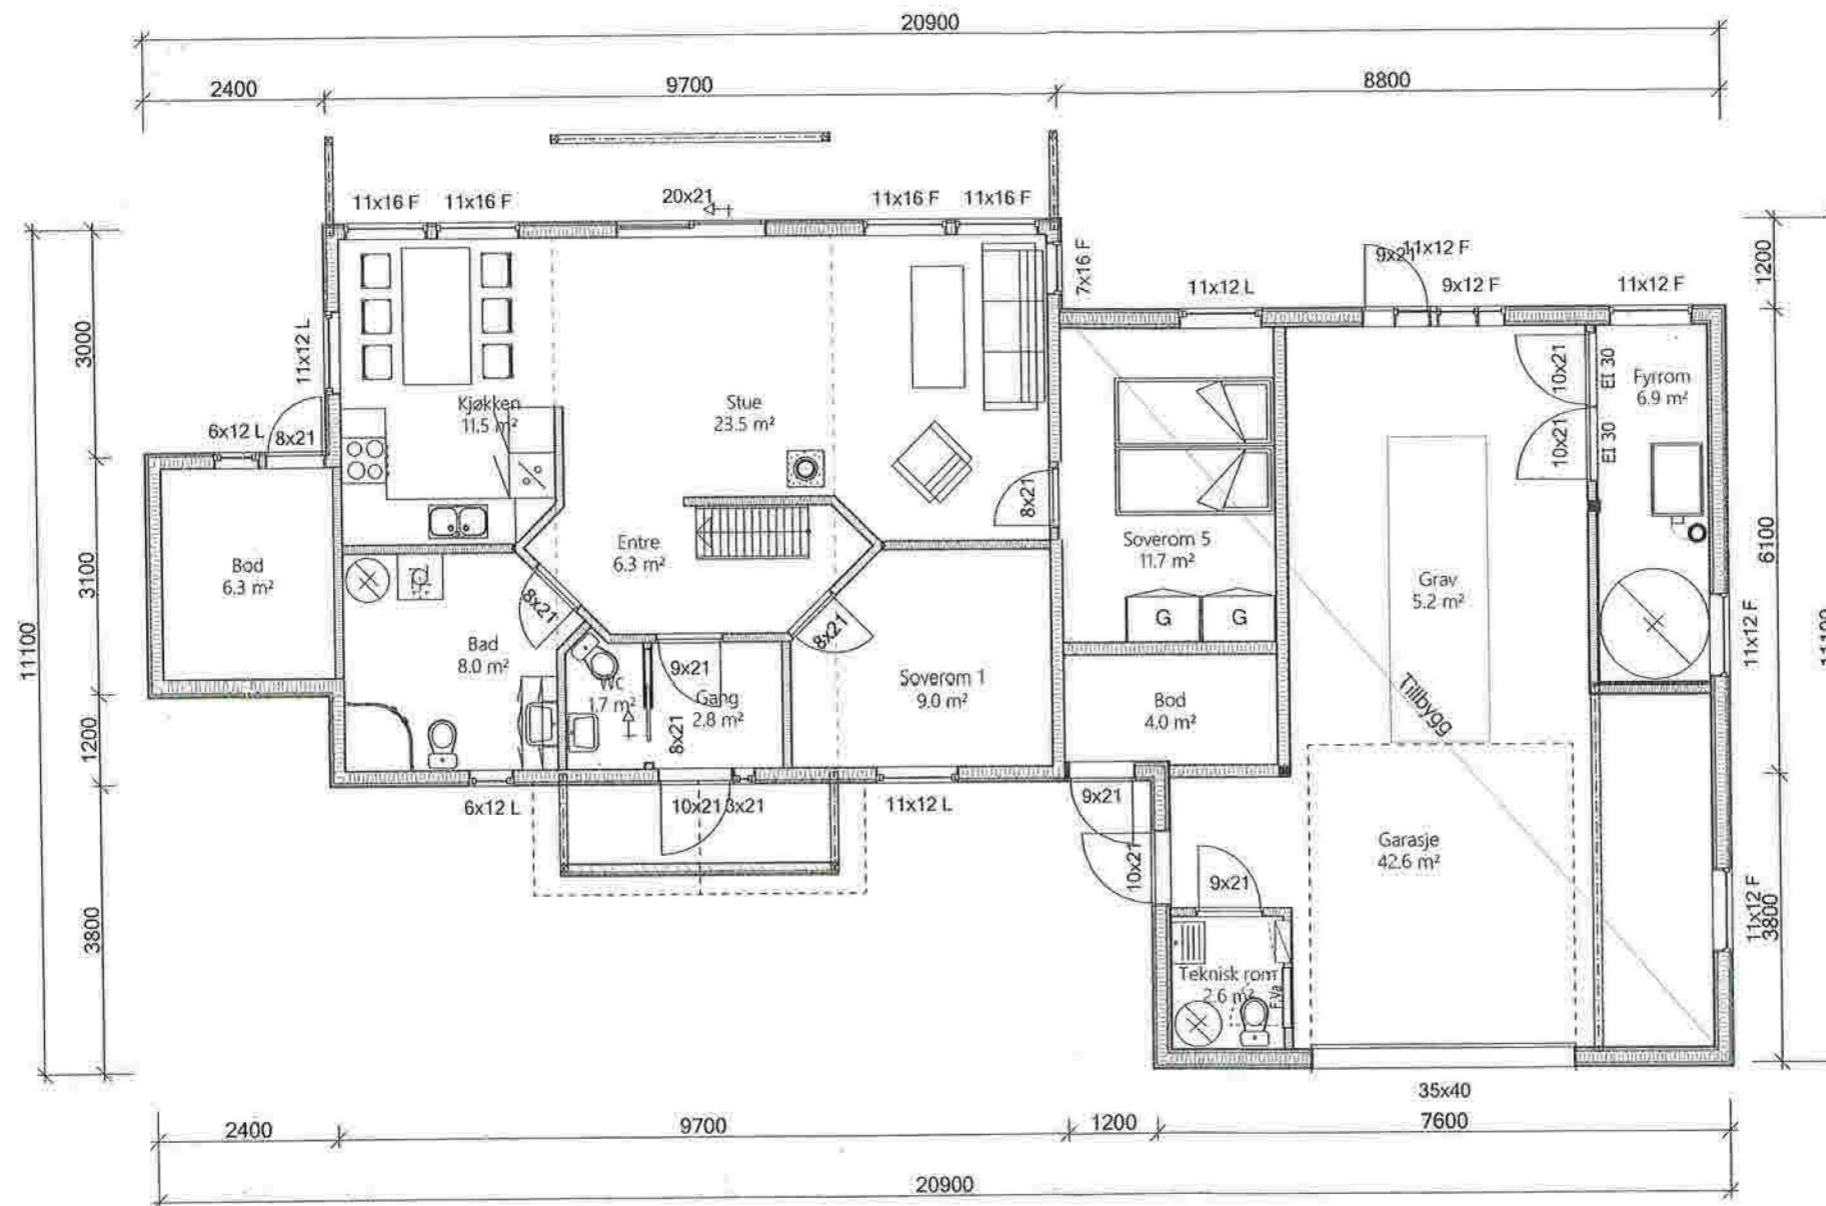 20900
2400
9700
8800
11x16 F
11x16 F
20x21
11x16 F
11x16 F
7x16 F
11x12 L
9x21
11x12 F
9x12 F
11x12 F
1200
11100
3000
11x12 L
6x12 L
8x21
Kjøkken
11.5 m²
Stue
23.5 m²
8x21
10x21
EI 30
10x21
EI 30
Fyrrom
6.9 m²
Bod
6.3 m²
3100
Entre
6.3 m²
Soverom 5
11.7 m²
G
G
Grav
5.2 m²
6100
11x12 F
8x21
Bad
8.0 m²
8x21
9x21
Wc
1.7 m²
Gang
2.8 m²
8x21
Soverom 1
9.0 m²
Bod
4.0 m²
Tillbygg
1200
6x12 L
10x21
3x21
11x12 L
9x21
10x21
9x21
Garasje
42.6 m²
3800
11x12 F
3800
11100
Teknisk rom
2.6 m²
F.Va
35x40
2400
9700
1200
7600
20900